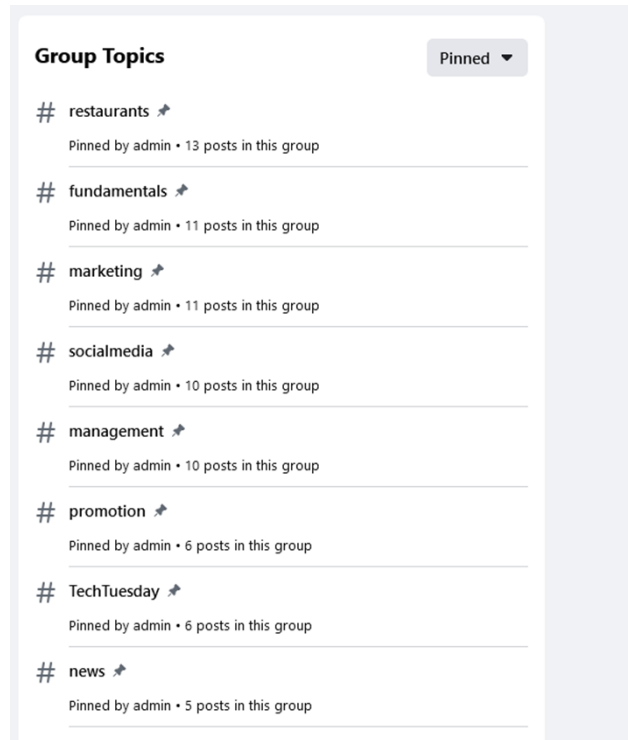 Group Topics
Pinned
# restaurants
Pinned by admin • 13 posts in this group
# fundamentals
Pinned by admin • 11 posts in this group
# marketing
Pinned by admin • 11 posts in this group
# socialmedia
Pinned by admin • 10 posts in this group
# management
Pinned by admin • 10 posts in this group
# promotion
Pinned by admin • 6 posts in this group
# TechTuesday
Pinned by admin • 6 posts in this group
# news
Pinned by admin • 5 posts in this group